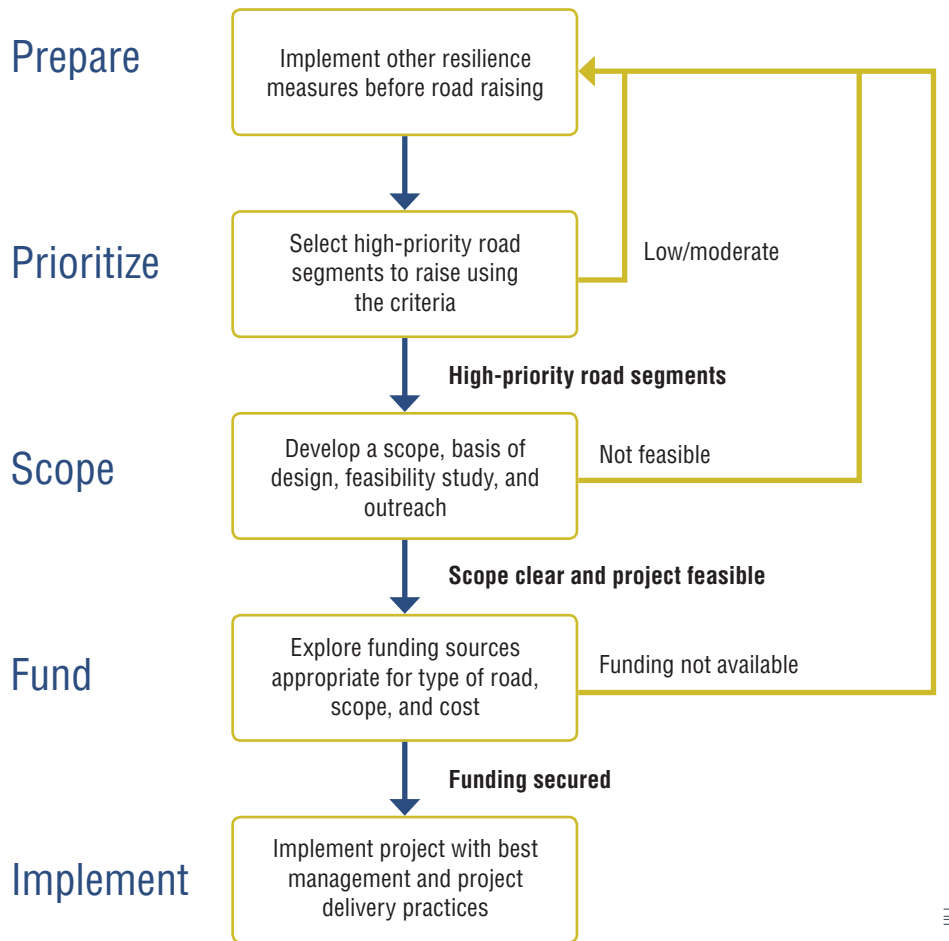 Prepare
Implement other resilience
measures before road raising
Prioritize
Select high-priority road
segments to raise using
the criteria
Low/moderate
High-priority road segments
Scope
Develop a scope, basis of
design, feasibility study, and
outreach
Not feasible
Scope clear and project feasible
Fund
Explore funding sources
appropriate for type of road,
scope, and cost
Funding not available
Funding secured
Implement
Implement project with best
management and project
delivery practices